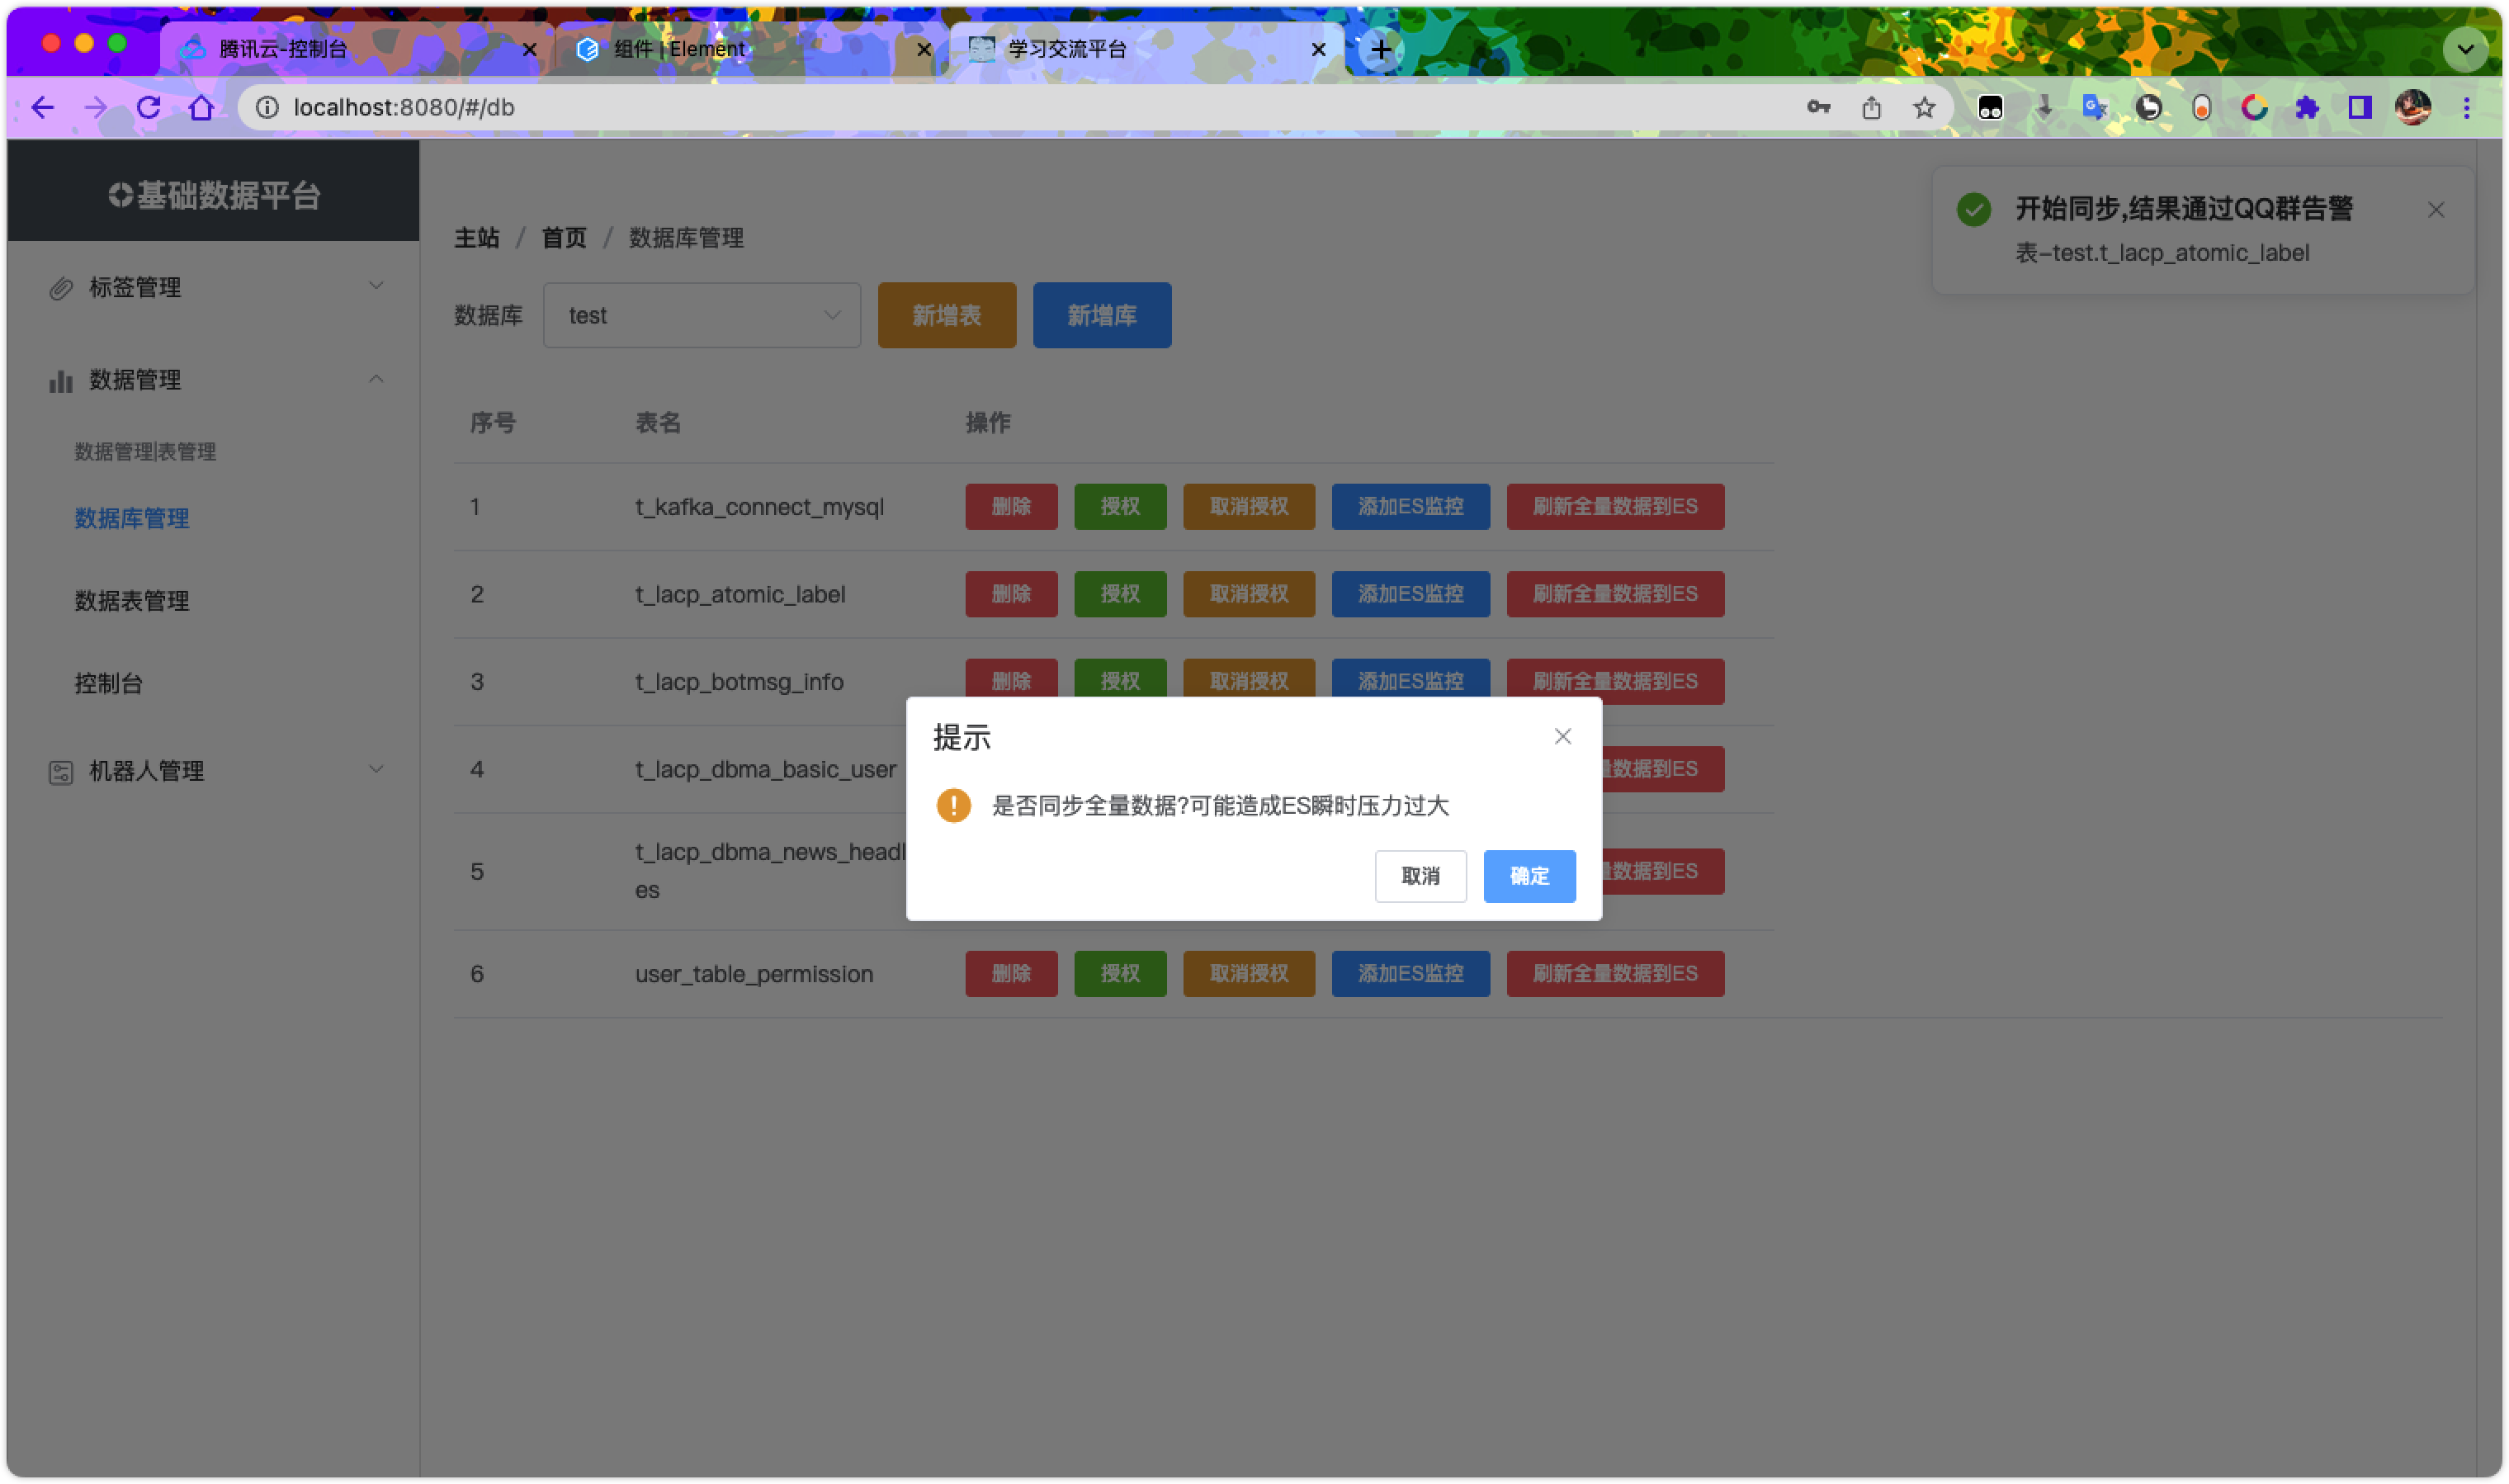 腾讯云-控制台
组件 | Element
学习交流平台
localhost:8080/#/db
基础数据平台
标签管理
数据管理
数据管理|表管理
数据库管理
数据表管理
控制台
机器人管理
主站 / 首页 / 数据库管理
开始同步,结果通过QQ群告警
表-test.t_lacp_atomic_label
数据库 test 新增表 新增库
序号 表名 操作
1 t_kafka_connect_mysql 删除 授权 取消授权 添加ES监控 刷新全量数据到ES
2 t_lacp_atomic_label 删除 授权 取消授权 添加ES监控 刷新全量数据到ES
3 t_lacp_botmsg_info 删除 授权 取消授权 添加ES监控 刷新全量数据到ES
4 t_lacp_dbma_basic_user 量数据到ES
5 t_lacp_dbma_news_headl
es 量数据到ES
6 user_table_permission 删除 授权 取消授权 添加ES监控 刷新全量数据到ES
提示
是否同步全量数据?可能造成ES瞬时压力过大
取消 确定